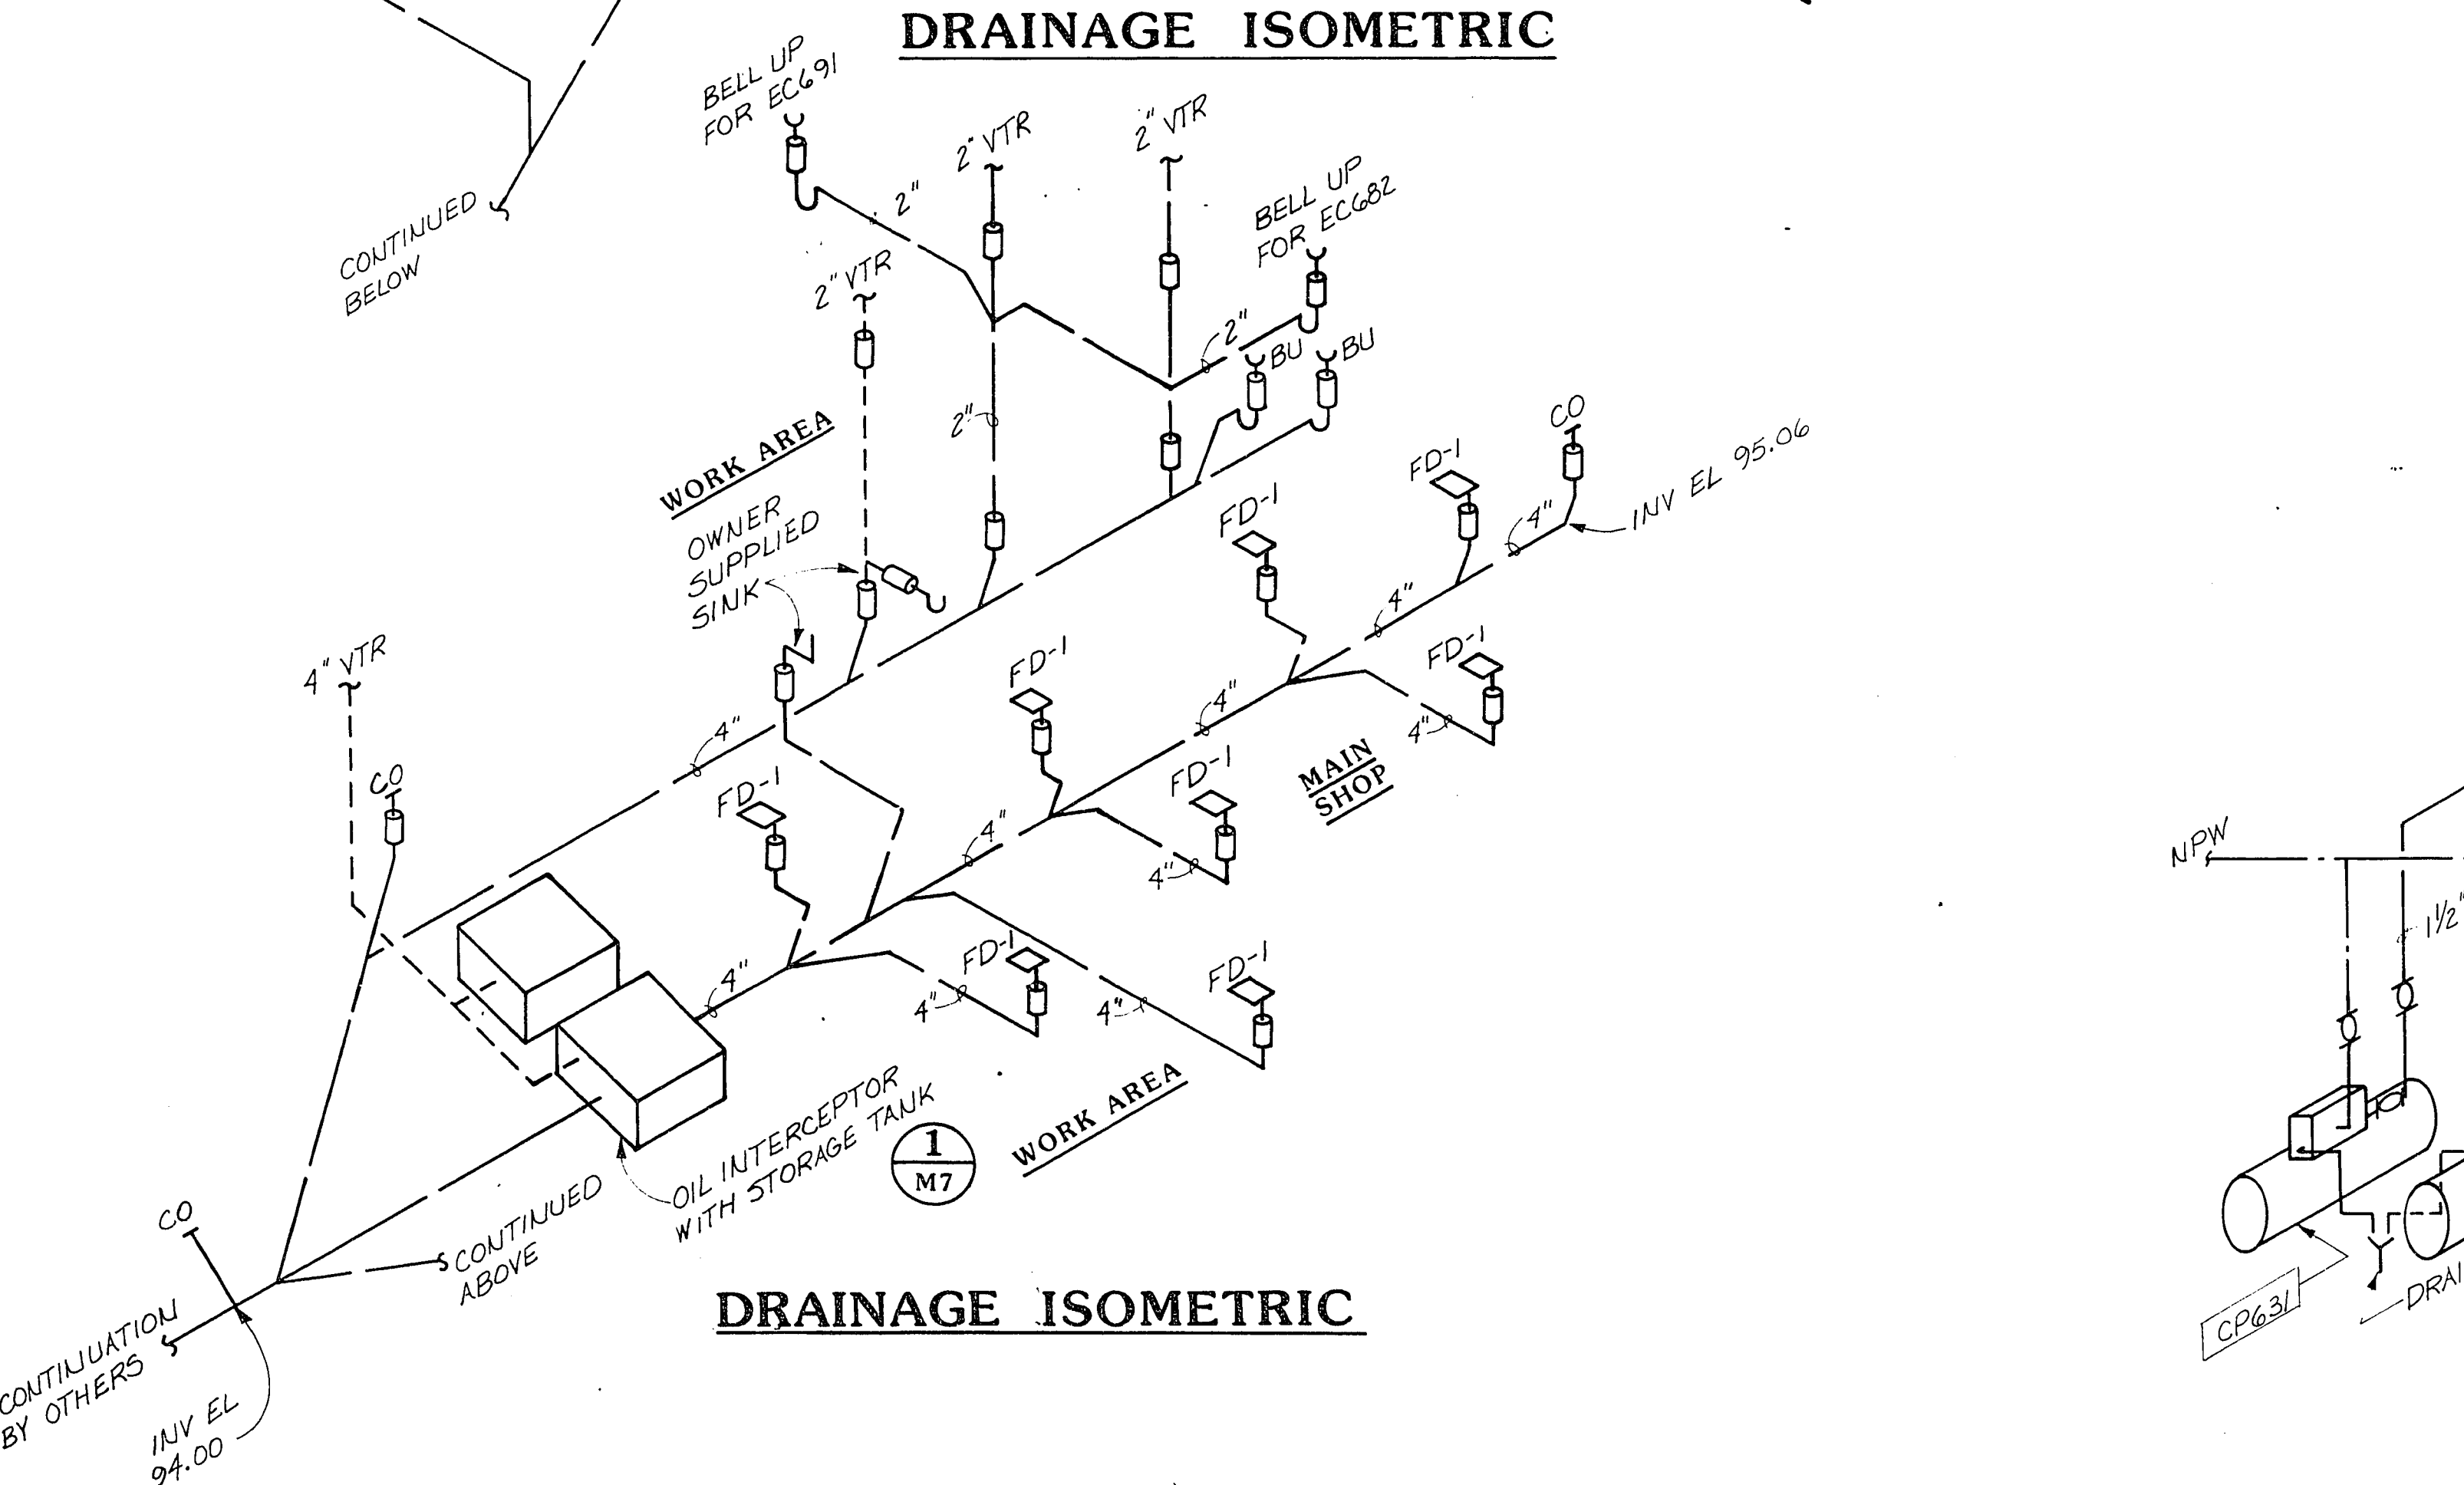 DRAINAGE ISOMETRIC
BELL UP
FOR EC691
2" VTR
2" VTR
2"
BELL UP
FOR EC682
CONTINUED
BELOW
2" VTR
2"
BU
BU
2"
WORK AREA
CO
INV EL 95.06
FD-1
FD-1
4"
OWNER
SUPPLIED
SINK
4"
4" VTR
FD-1
FD-1
4"
4"
4"
MAIN
SHOP
CO
FD-1
FD-1
4"
4"
NPW
1 1/2"
FD-1
FD-1
4"
4"
4"
WORK AREA
OIL INTERCEPTOR
WITH STORAGE TANK
1
M7
CO
CONTINUED
ABOVE
CONTINUATION
BY OTHERS
INV EL
94.00
DRAINAGE ISOMETRIC
CP631
DRAI